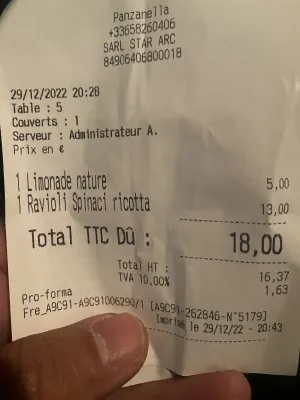 Panzanella
+33658260406
SARL STAR ARC
84906406800018
29/12/2022 20:28
Table : 5
Couverts : 1
Serveur : Administrateur A.
Prix en €
1 Limonade nature 5,00
1 Ravioli Spinaci ricotta 13,00
Total TTC Dû : 18,00
Total HT : 16,37
TVA 10,00% 1,63
Pro-forma
Fre_A9C91-A9C91006290/1 [A9C91-262846-N°5179]
Imprimé le 29/12/22 - 20:43